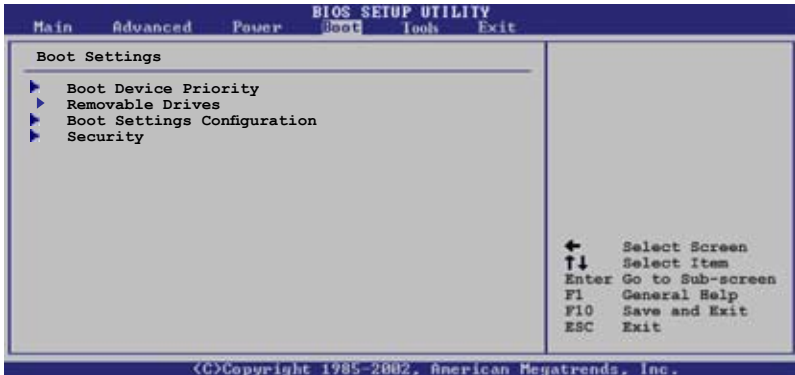 BIOS SETUP UTILITY
Main Advanced Power Boot Tools Exit
Boot Settings
Boot Device Priority
Removable Drives
Boot Settings Configuration
Security
← Select Screen
↑↓ Select Item
Enter Go to Sub-screen
F1 General Help
F10 Save and Exit
ESC Exit
(C)Copyright 1985-2002, American Megatrends, Inc.